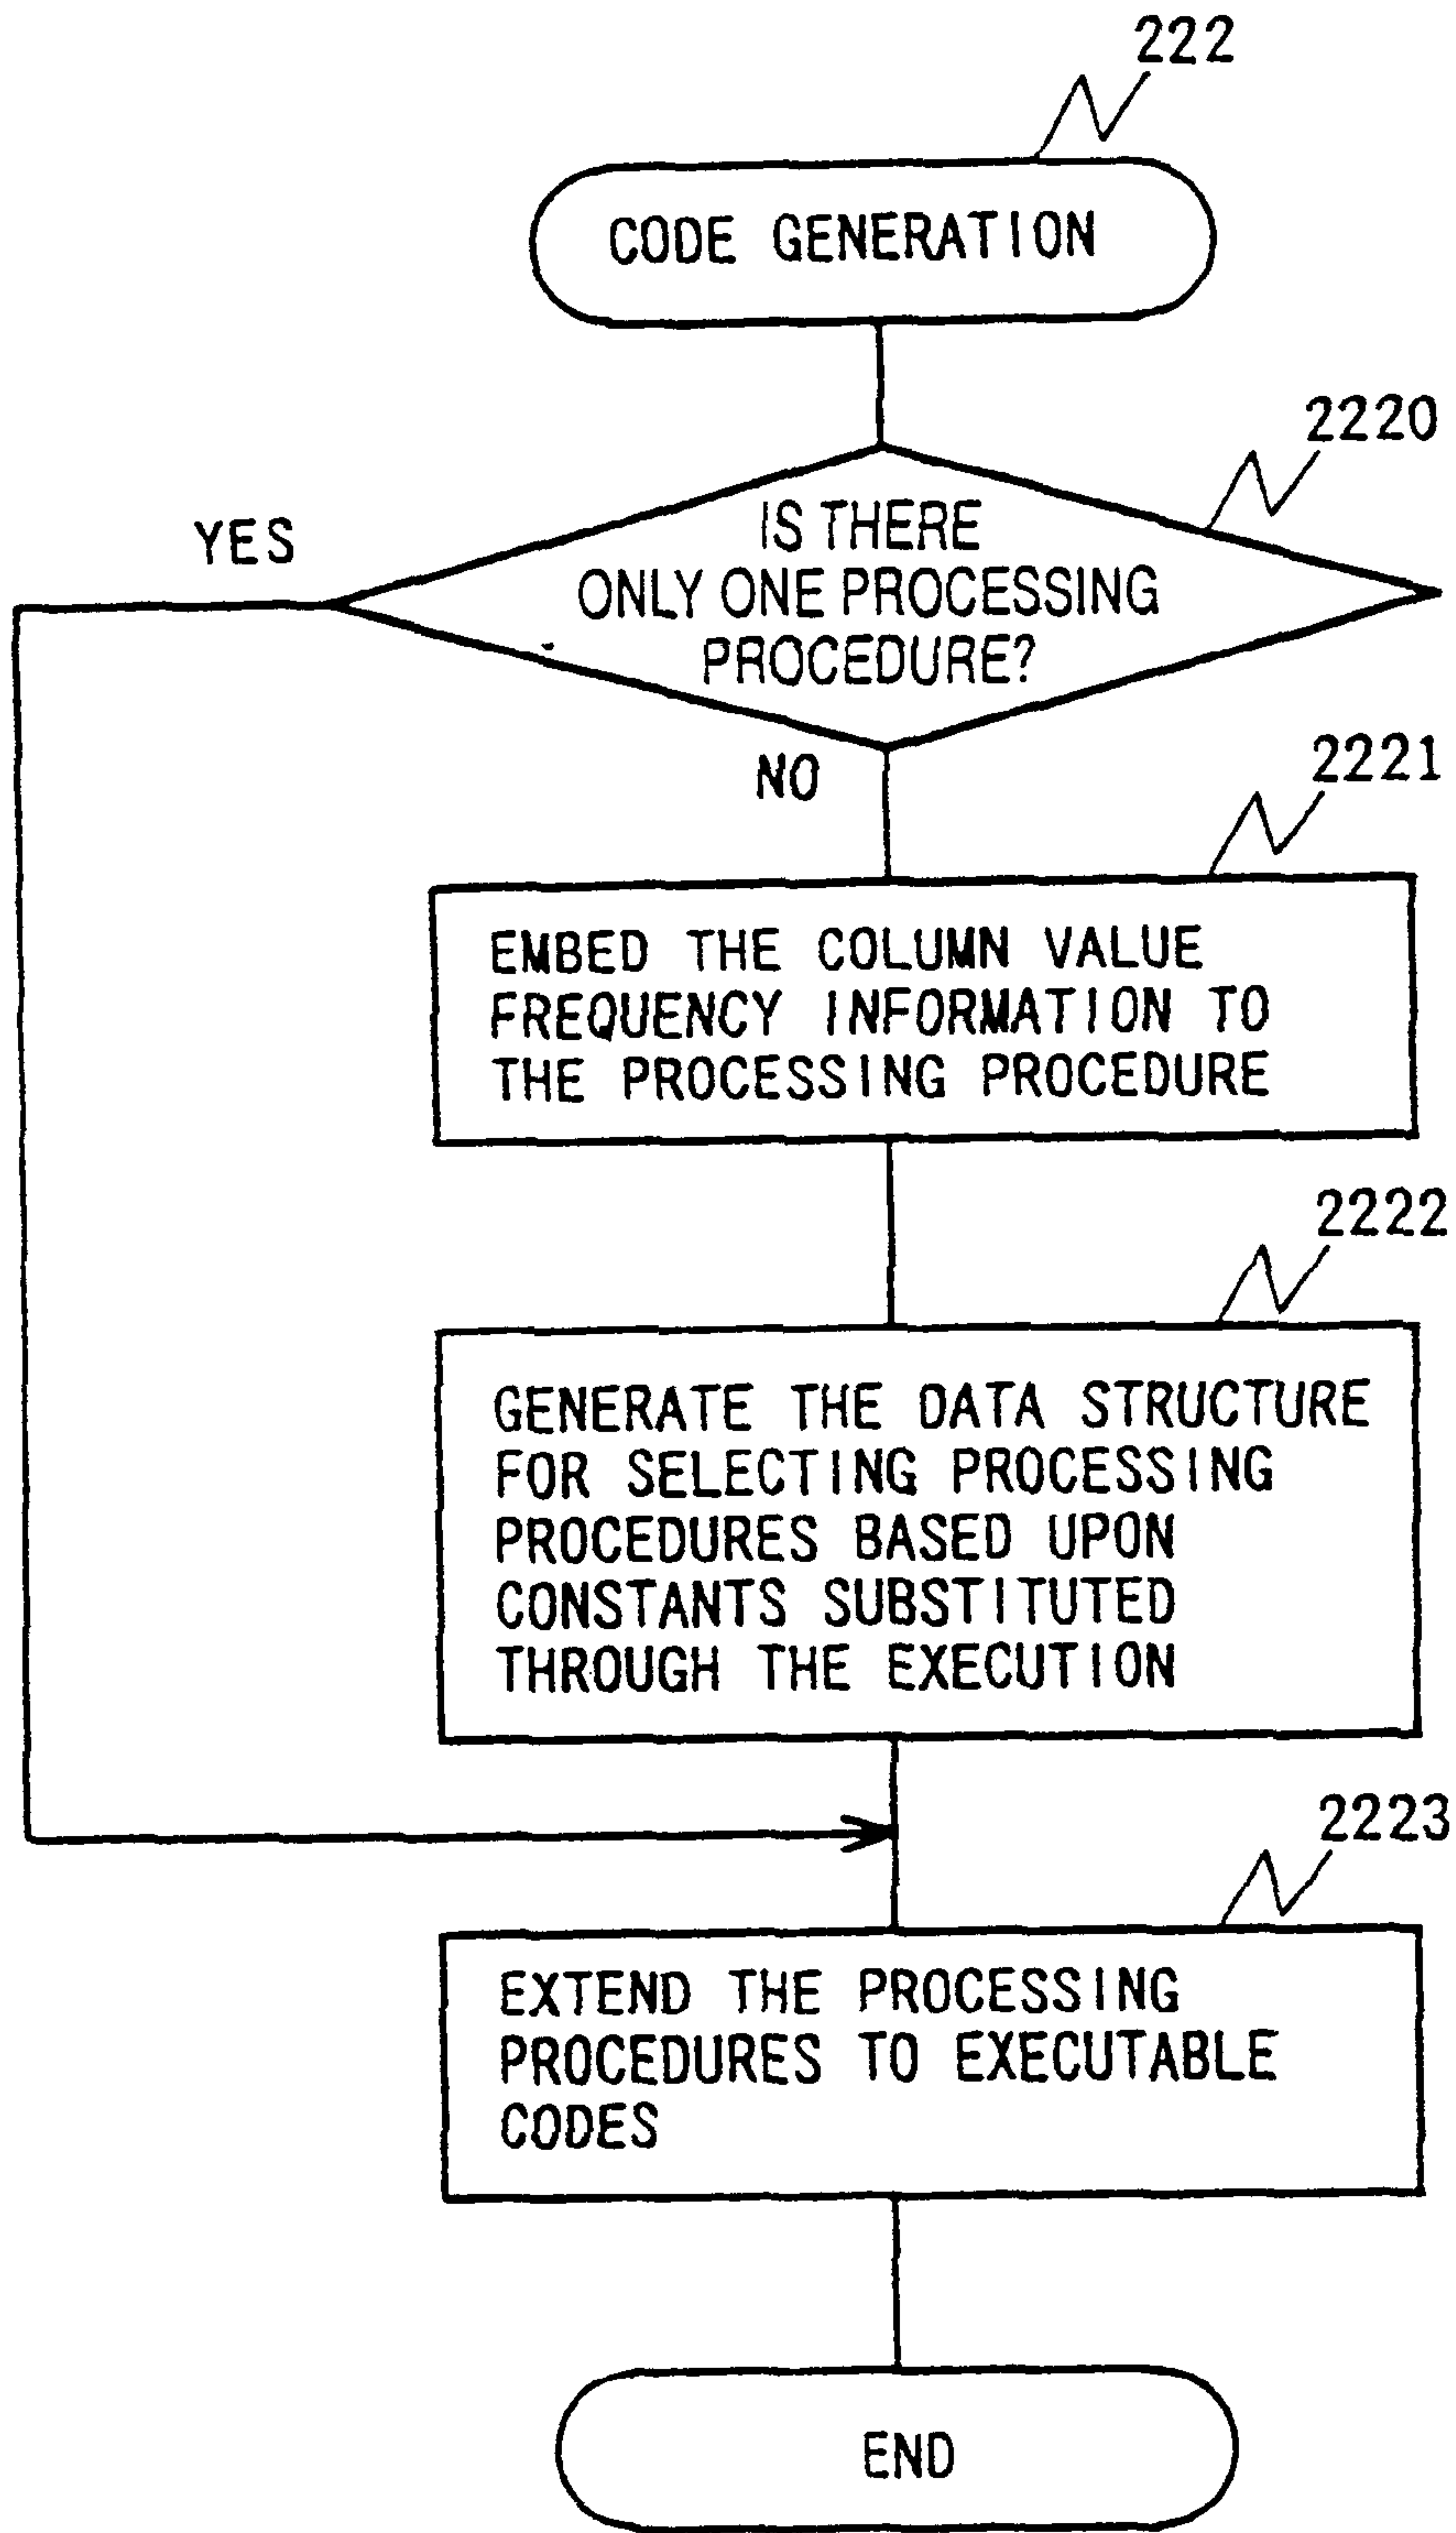 222
CODE GENERATION
2220
IS THERE
ONLY ONE PROCESSING
PROCEDURE?
YES
NO
2221
EMBED THE COLUMN VALUE
FREQUENCY INFORMATION TO
THE PROCESSING PROCEDURE
2222
GENERATE THE DATA STRUCTURE
FOR SELECTING PROCESSING
PROCEDURES BASED UPON
CONSTANTS SUBSTITUTED
THROUGH THE EXECUTION
2223
EXTEND THE PROCESSING
PROCEDURES TO EXECUTABLE
CODES
END